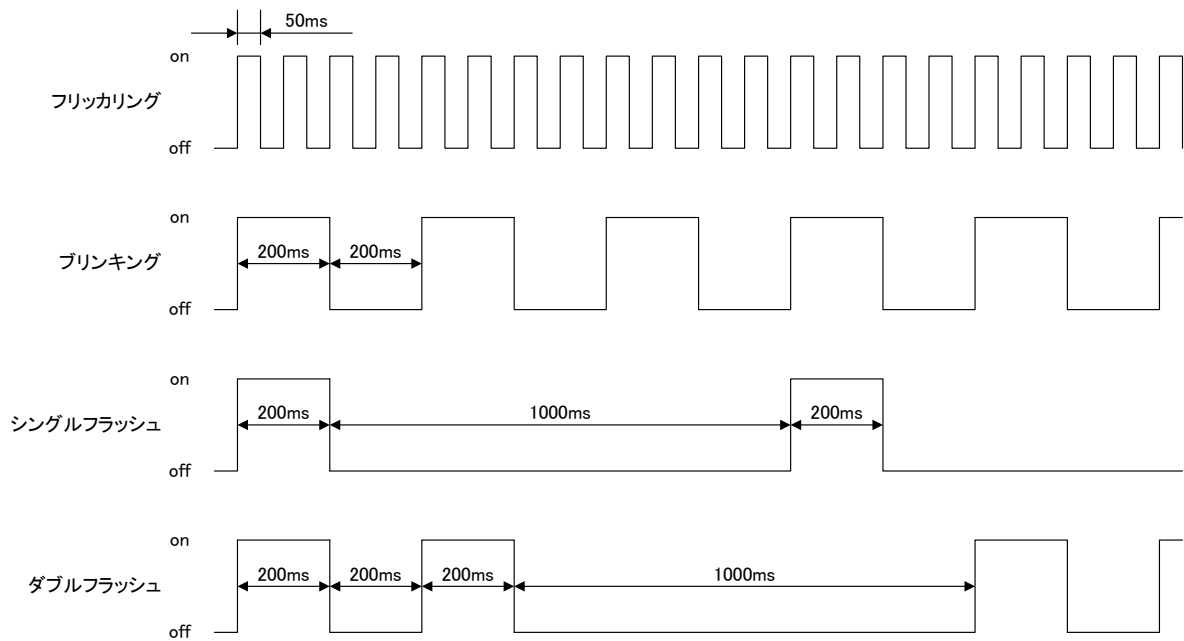 50ms
on
フリッカリング
off
on
200ms 200ms
ブリンキング
off
on
200ms 1000ms 200ms
シングルフラッシュ
off
on
200ms 200ms 200ms 1000ms
ダブルフラッシュ
off